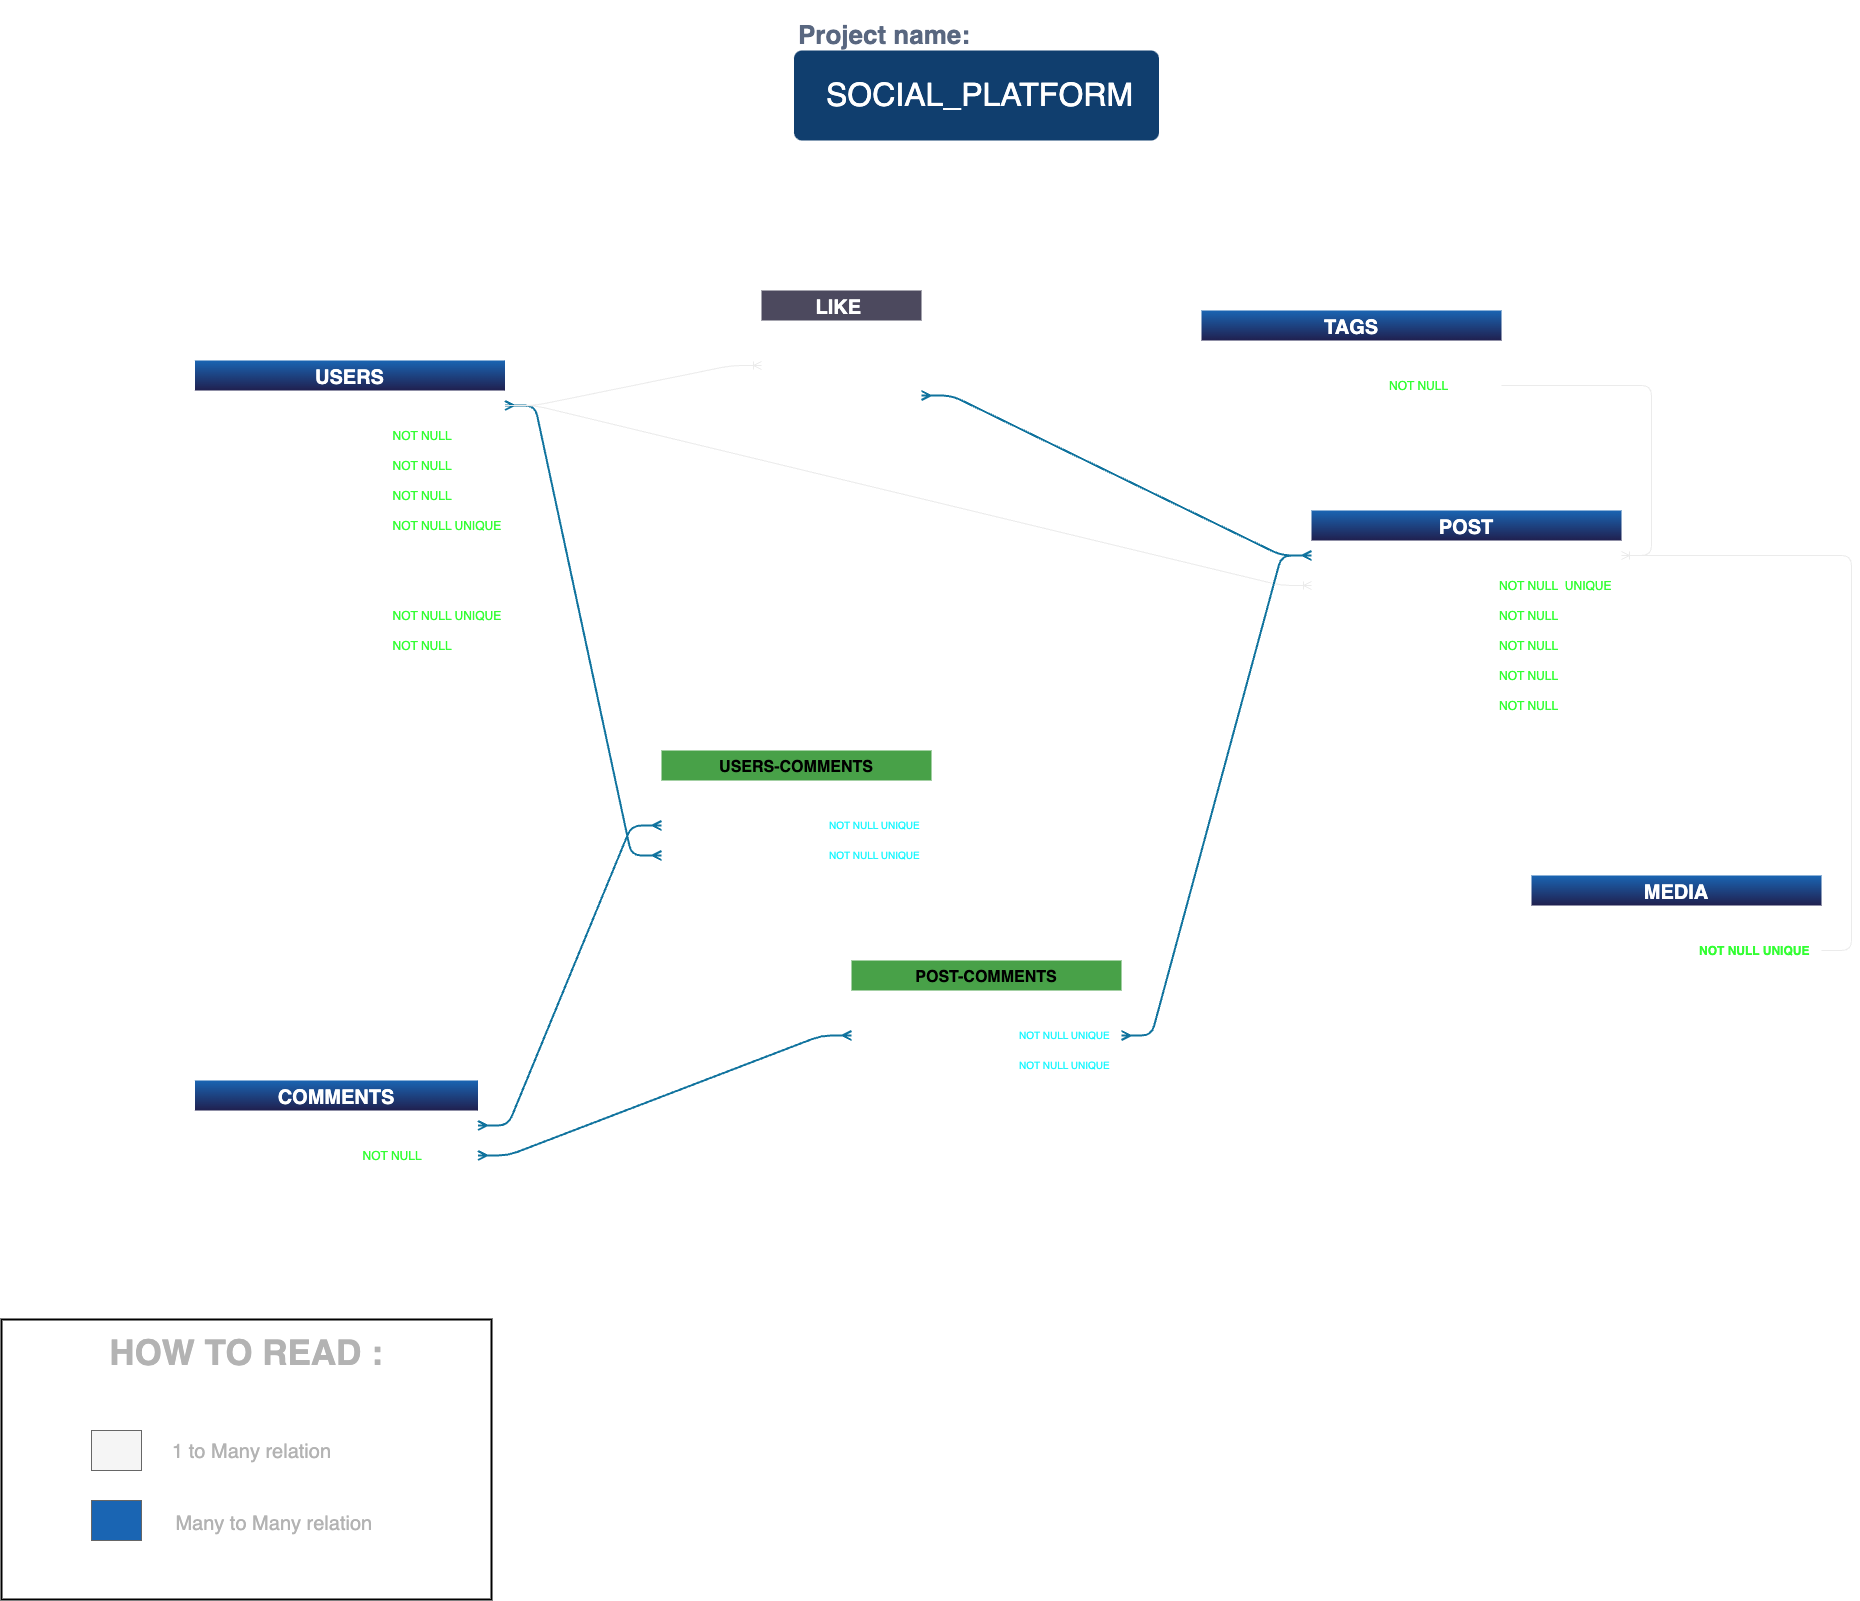 Project name:
SOCIAL_PLATFORM
LIKE
TAGS
NOT NULL
USERS
NOT NULL
NOT NULL
NOT NULL
NOT NULL UNIQUE
NOT NULL UNIQUE
NOT NULL
POST
NOT NULL  UNIQUE
NOT NULL
NOT NULL
NOT NULL
NOT NULL
USERS-COMMENTS
NOT NULL UNIQUE
NOT NULL UNIQUE
MEDIA
NOT NULL UNIQUE
POST-COMMENTS
NOT NULL UNIQUE
NOT NULL UNIQUE
COMMENTS
NOT NULL
HOW TO READ :
1 to Many relation
Many to Many relation